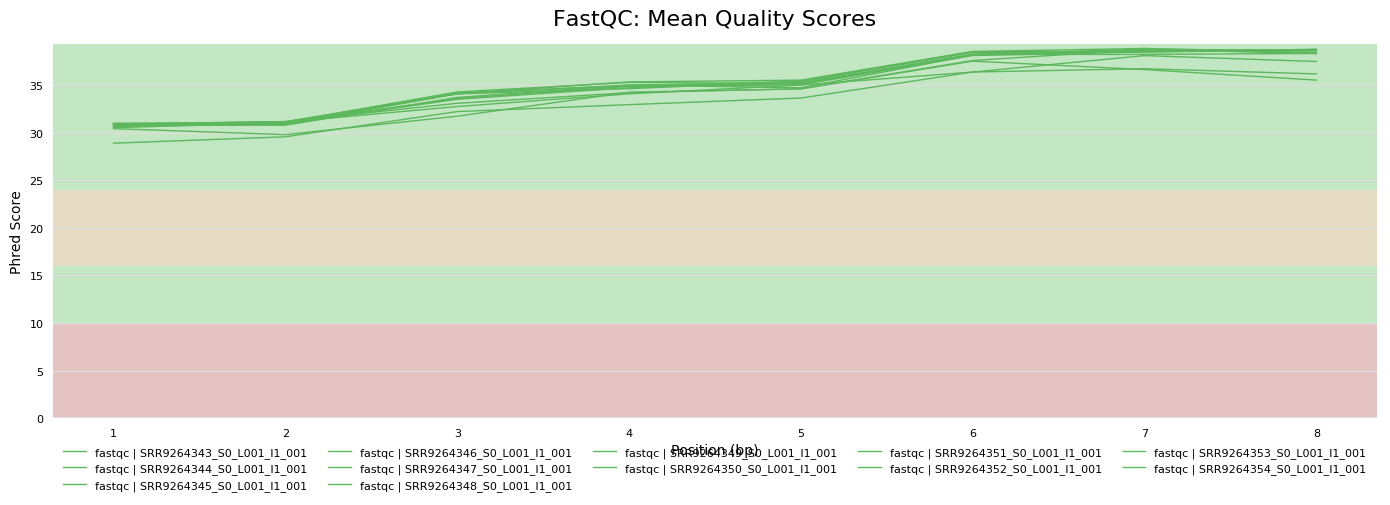 FastQC: Mean Quality Scores
Phred Score
35
30
25
20
15
10
5
0
1 2 3 4 5 6 7 8
Position (bp)
fastqc | SRR9264343_S0_L001_I1_001
fastqc | SRR9264344_S0_L001_I1_001
fastqc | SRR9264345_S0_L001_I1_001
fastqc | SRR9264346_S0_L001_I1_001
fastqc | SRR9264347_S0_L001_I1_001
fastqc | SRR9264348_S0_L001_I1_001
fastqc | SRR9264349_S0_L001_I1_001
fastqc | SRR9264350_S0_L001_I1_001
fastqc | SRR9264351_S0_L001_I1_001
fastqc | SRR9264352_S0_L001_I1_001
fastqc | SRR9264353_S0_L001_I1_001
fastqc | SRR9264354_S0_L001_I1_001